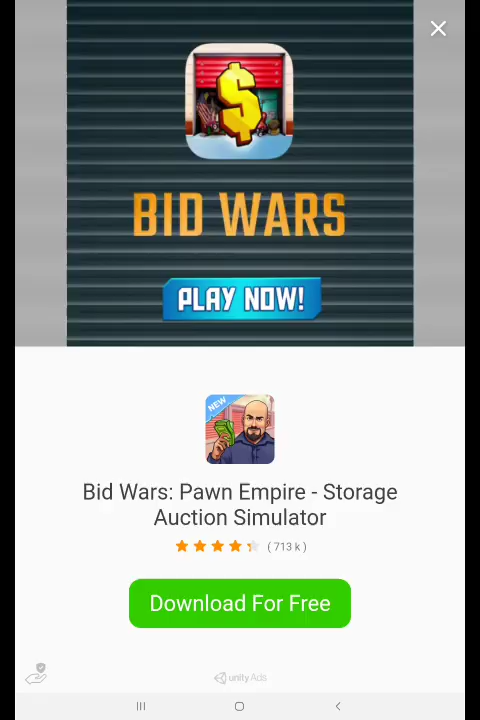 BID WARS
PLAY NOW!
NEW
Bid Wars: Pawn Empire - Storage
Auction Simulator
( 713 k )
Download For Free
unity Ads